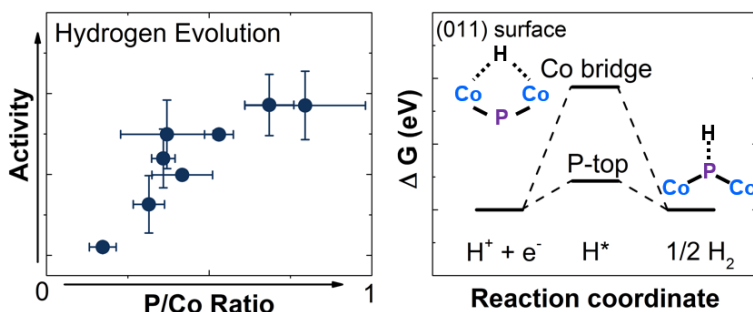 Hydrogen Evolution
Activity
0
1
P/Co Ratio
(011) surface
H
Co
Co
P
Co bridge
P-top
H
P
Co
Co
Δ G (eV)
H⁺ + e⁻
H*
1/2 H₂
Reaction coordinate